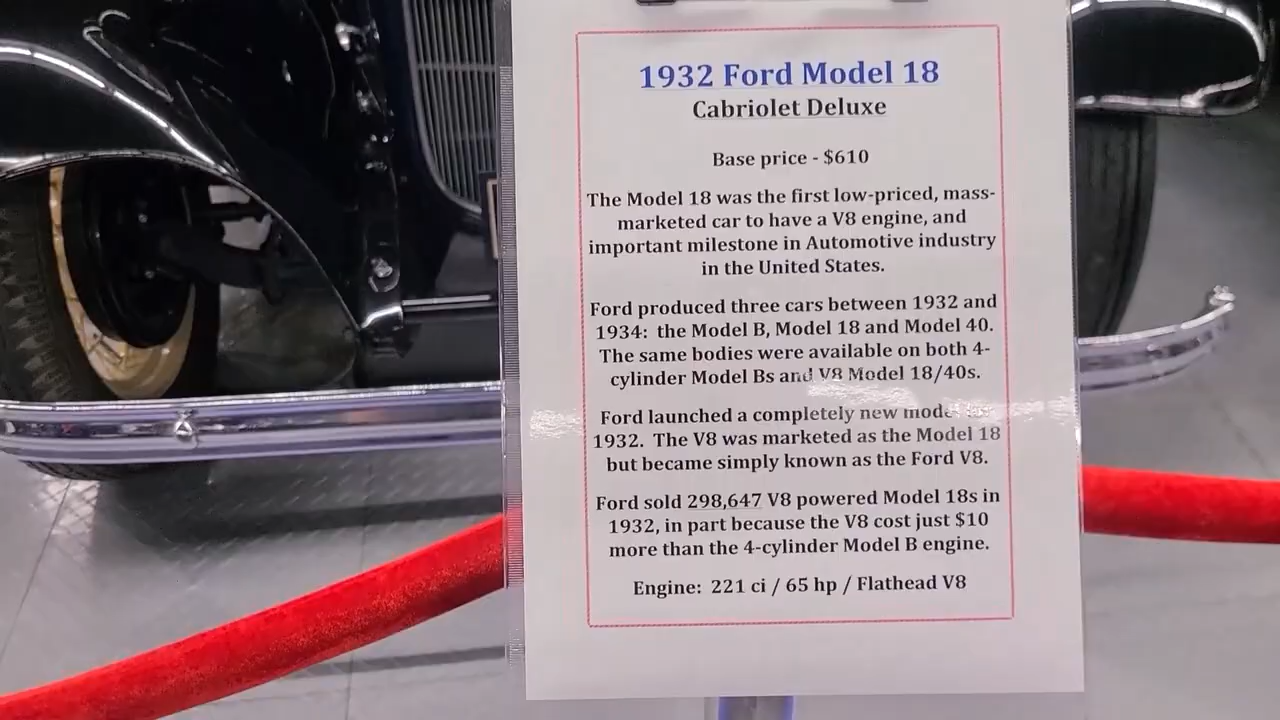 1932 Ford Model 18
Cabriolet Deluxe
Base price - $610
The Model 18 was the first low-priced, mass-
marketed car to have a V8 engine, and
important milestone in Automotive industry
in the United States.
Ford produced three cars between 1932 and
1934: the Model B, Model 18 and Model 40.
The same bodies were available on both 4-
cylinder Model Bs and V8 Model 18/40s.
Ford launched a completely new model for
1932. The V8 was marketed as the Model 18
but became simply known as the Ford V8.
Ford sold 298,647 V8 powered Model 18s in
1932, in part because the V8 cost just $10
more than the 4-cylinder Model B engine.
Engine: 221 ci / 65 hp / Flathead V8